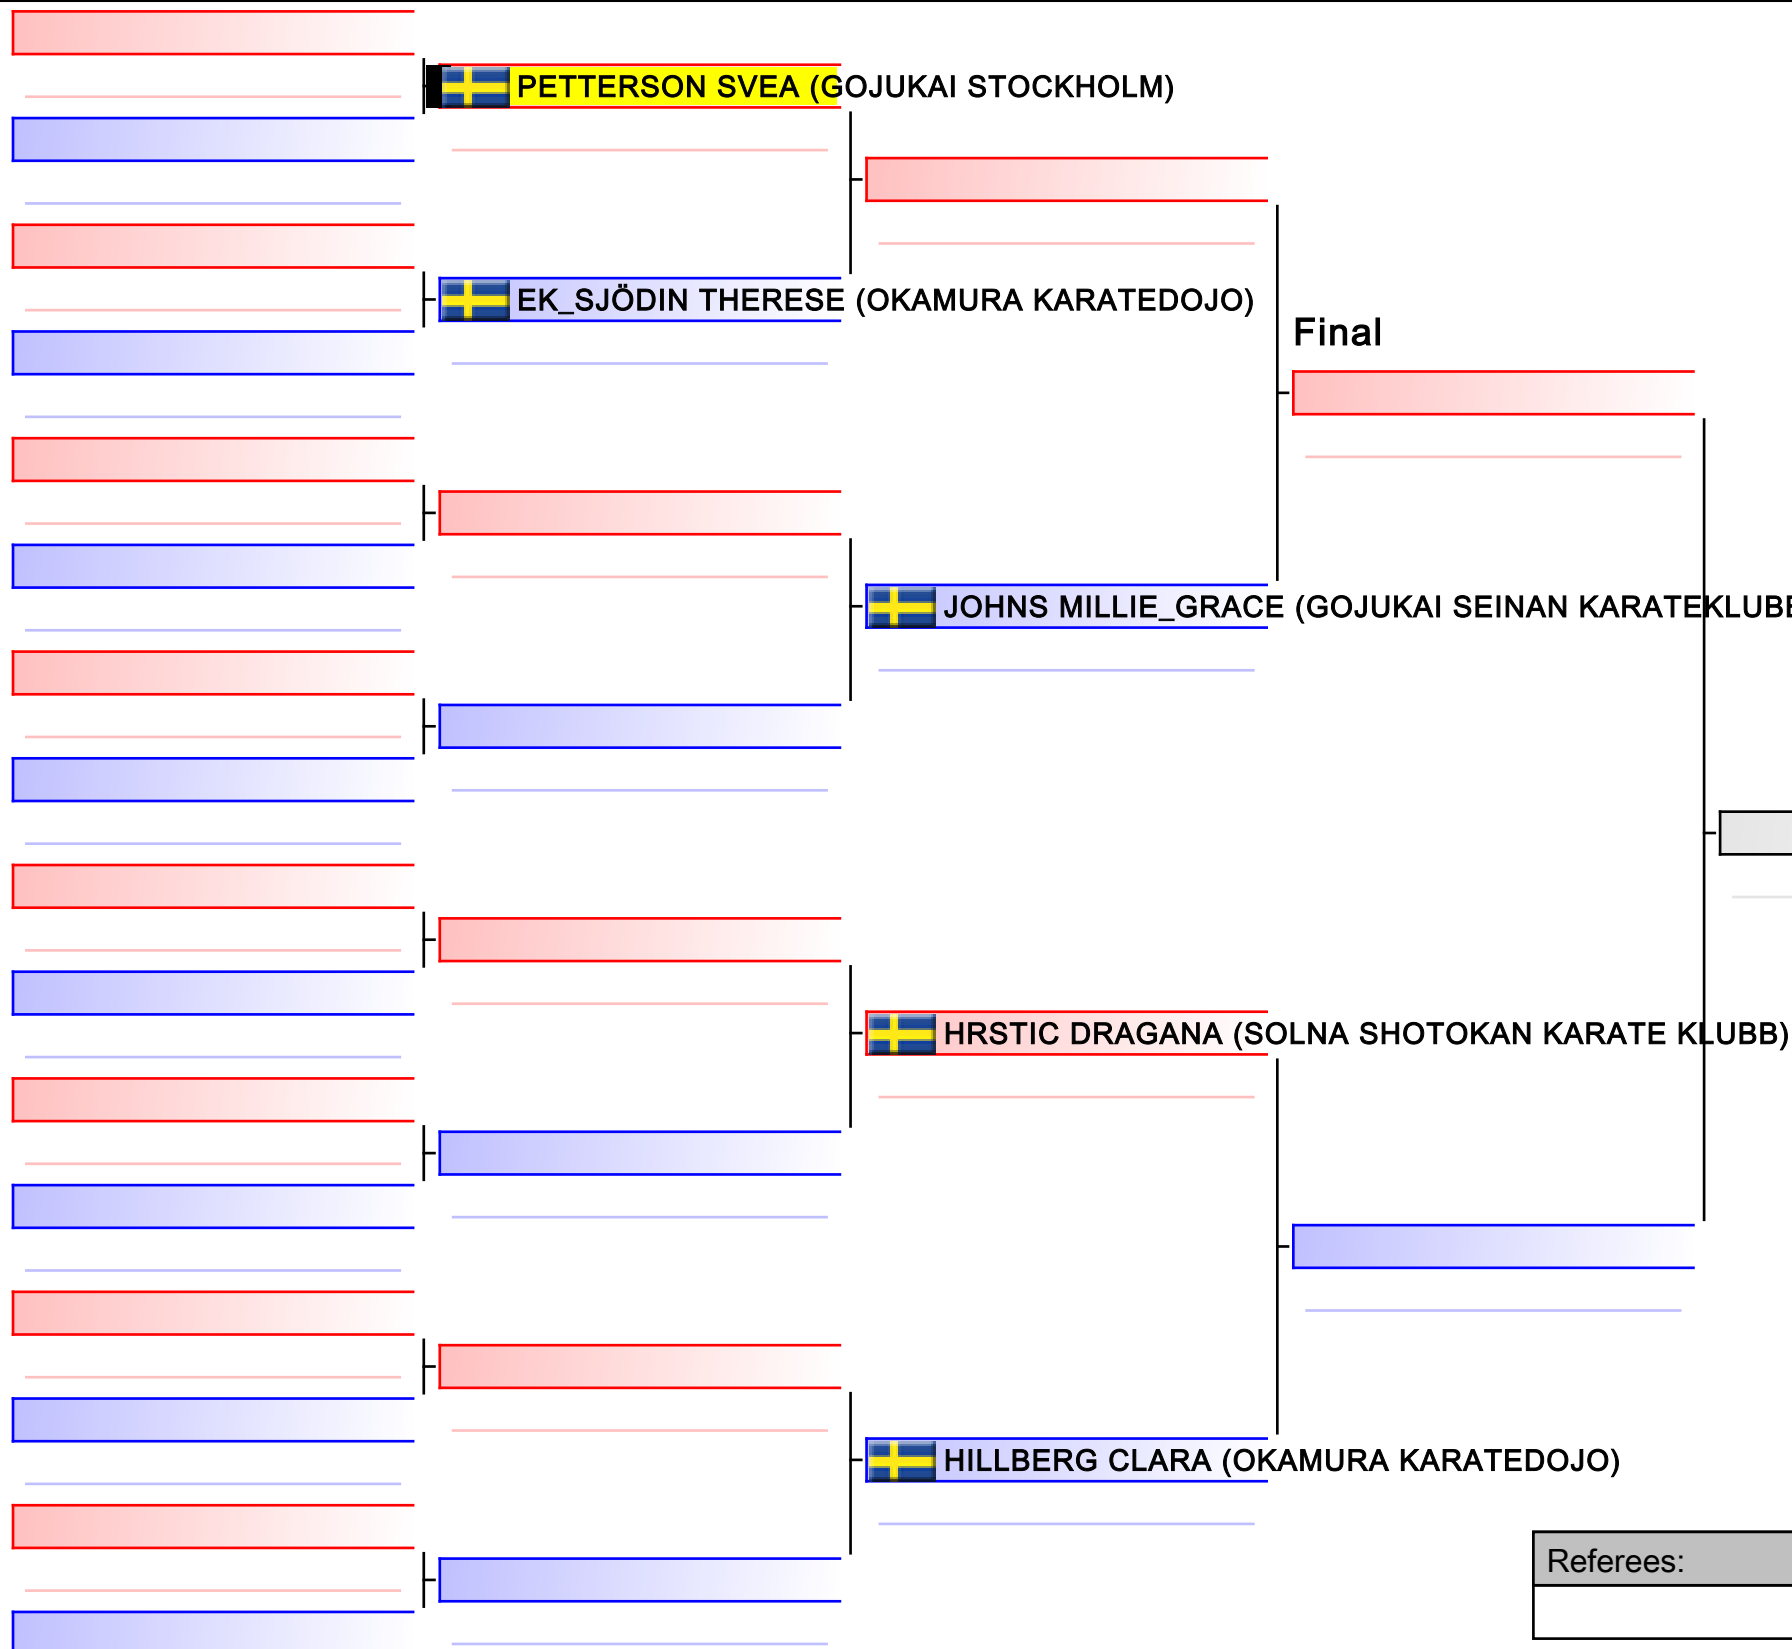 PETTERSON SVEA (GOJUKAI STOCKHOLM)
EK_SJÖDIN THERESE (OKAMURA KARATEDOJO)
Final
JOHNS MILLIE_GRACE (GOJUKAI SEINAN KARATEKLUBB
HRSTIC DRAGANA (SOLNA SHOTOKAN KARATE KLUBB)
HILLBERG CLARA (OKAMURA KARATEDOJO)
Referees: